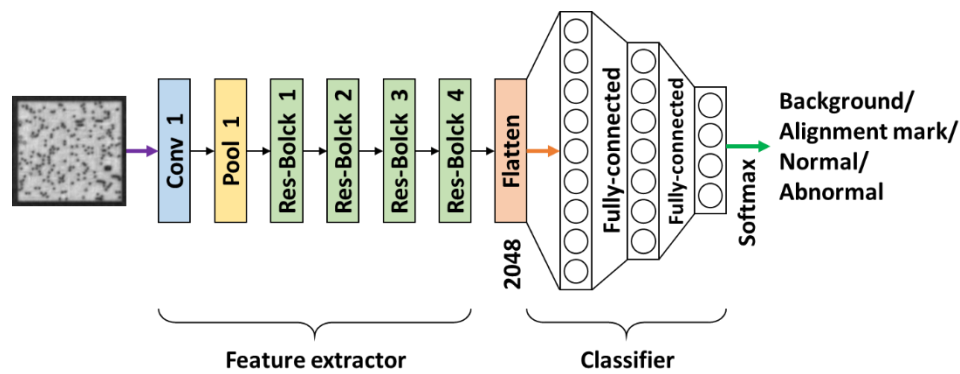 Conv 1
Pool 1
Res-Bolck 1
Res-Bolck 2
Res-Bolck 3
Res-Bolck 4
Flatten
2048
Fully-connected
Fully-connected
Softmax
Background/
Alignment mark/
Normal/
Abnormal
Feature extractor
Classifier